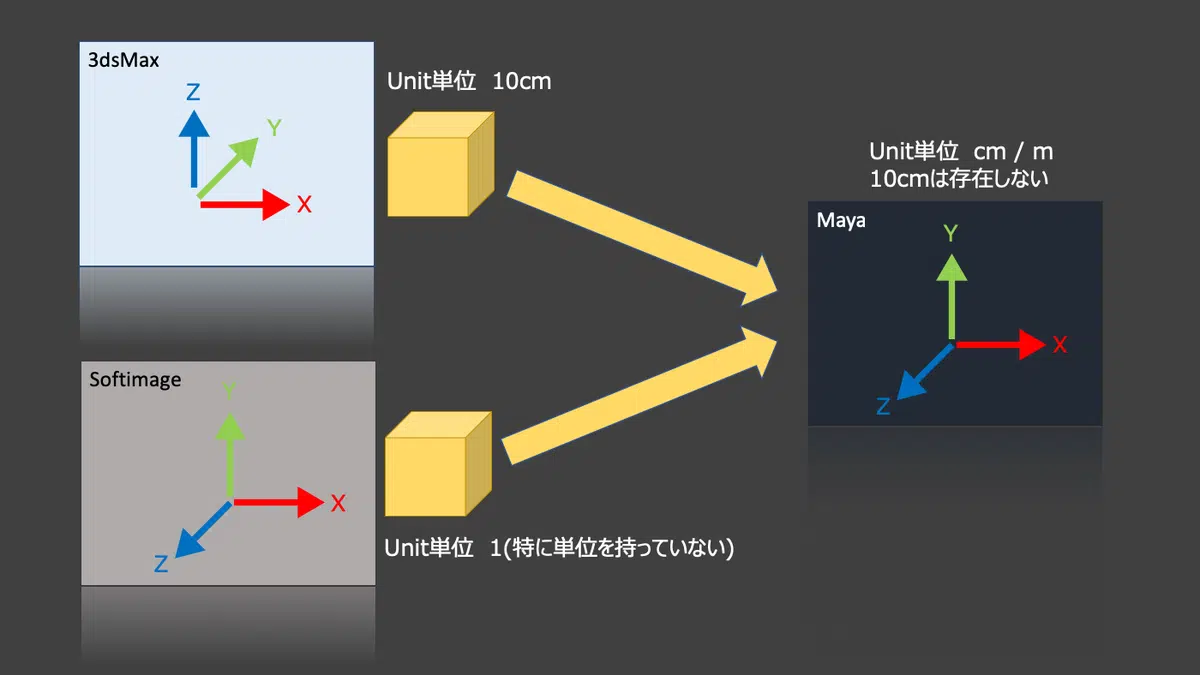 3dsMax
Z
Y
X
Unit単位 10cm
Unit単位 cm / m
10cmは存在しない
Maya
Y
X
Z
Softimage
Y
X
Z
Unit単位 1(特に単位を持っていない)